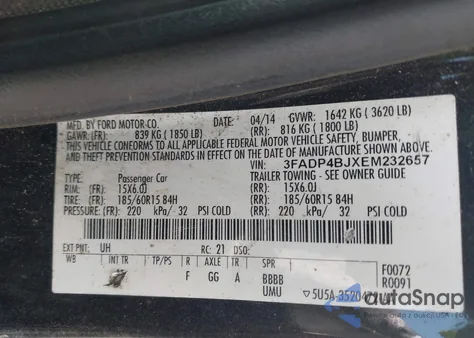 MFD. BY FORD MOTOR CO.
DATE: 04/14 GVWR: 1642 KG ( 3620 LB)
GAWR: (FR): 839 KG ( 1850 LB) (RR): 816 KG ( 1800 LB)
THIS VEHICLE CONFORMS TO ALL APPLICABLE
FEDERAL MOTOR VEHICLE SAFETY, BUMPER,
AND THEFT PREVENTION STANDARDS IN EFFECT ON
THE DATE OF MANUFACTURE SHOWN ABOVE.
VIN: 3FADP4BJXEM232657
TYPE: Passenger Car TRAILER TOWING - SEE OWNER GUIDE
RIM: (FR) 15X6.0J (RR): 15X6.0J
TIRE: (FR) 185/60R15 84H (RR): 185/60R15 84H
PRESSURE: (FR) 220 kPa/ 32 PSI COLD (RR): 220 kPa/ 32 PSI COLD
EXT PNT: UH RC: 21 DSO:
WB INT TR TP/PS R AXLE TR SPR F0072
F GG A BBBB R0091
UMU ▽5U5A-35204
autoSnap